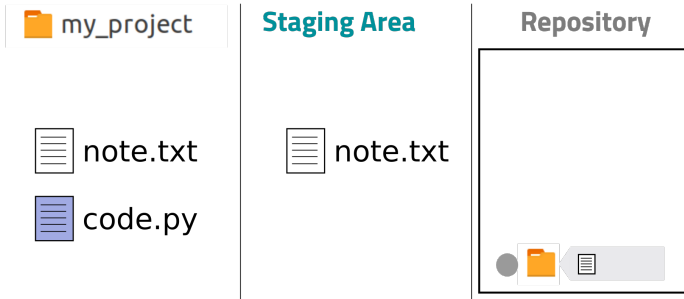 my_project
Staging Area
Repository
note.txt
note.txt
code.py